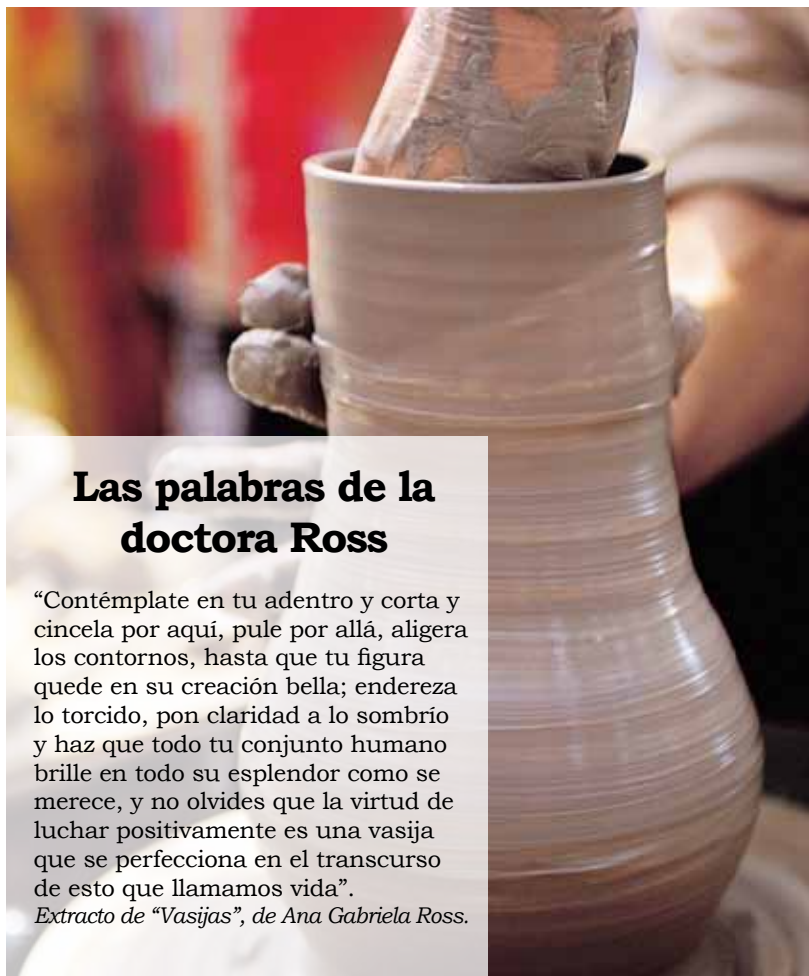 Las palabras de la
doctora Ross
“Contémplate en tu adentro y corta y
cincela por aquí, pule por allá, aligera
los contornos, hasta que tu figura
quede en su creación bella; endereza
lo torcido, pon claridad a lo sombrío
y haz que todo tu conjunto humano
brille en todo su esplendor como se
merece, y no olvides que la virtud de
luchar positivamente es una vasija
que se perfecciona en el transcurso
de esto que llamamos vida”.
Extracto de “Vasijas”, de Ana Gabriela Ross.